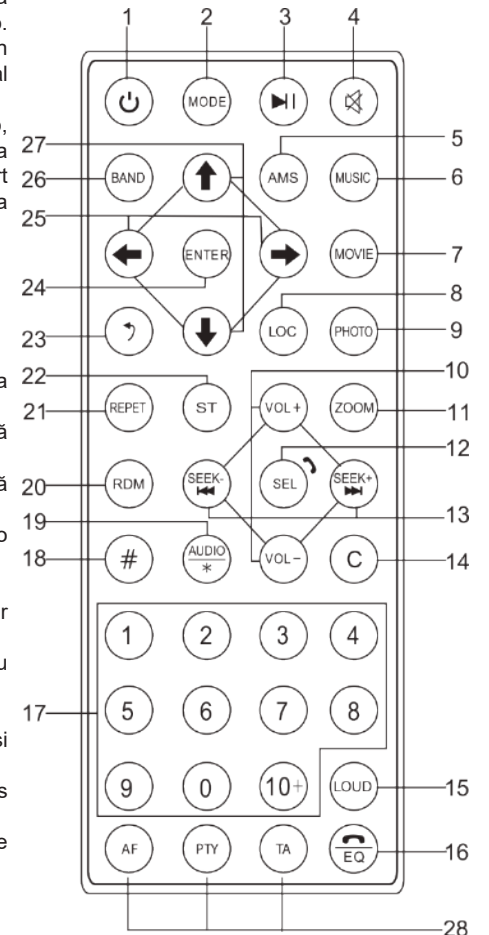 1 2 3 4
MODE
5
27
26 BAND AMS MUSIC 6
25
ENTER MOVIE 7
24
8
23 LOC PHOTO 9
22
10
21 REPET ST VOL+ ZOOM 11
12
20 RDM SEEK- SEL SEEK+
13
19
18 # AUDIO * VOL- C 14
1 2 3 4
17 5 6 7 8
9 0 10+ LOUD 15
AF PTY TA EQ 16
28